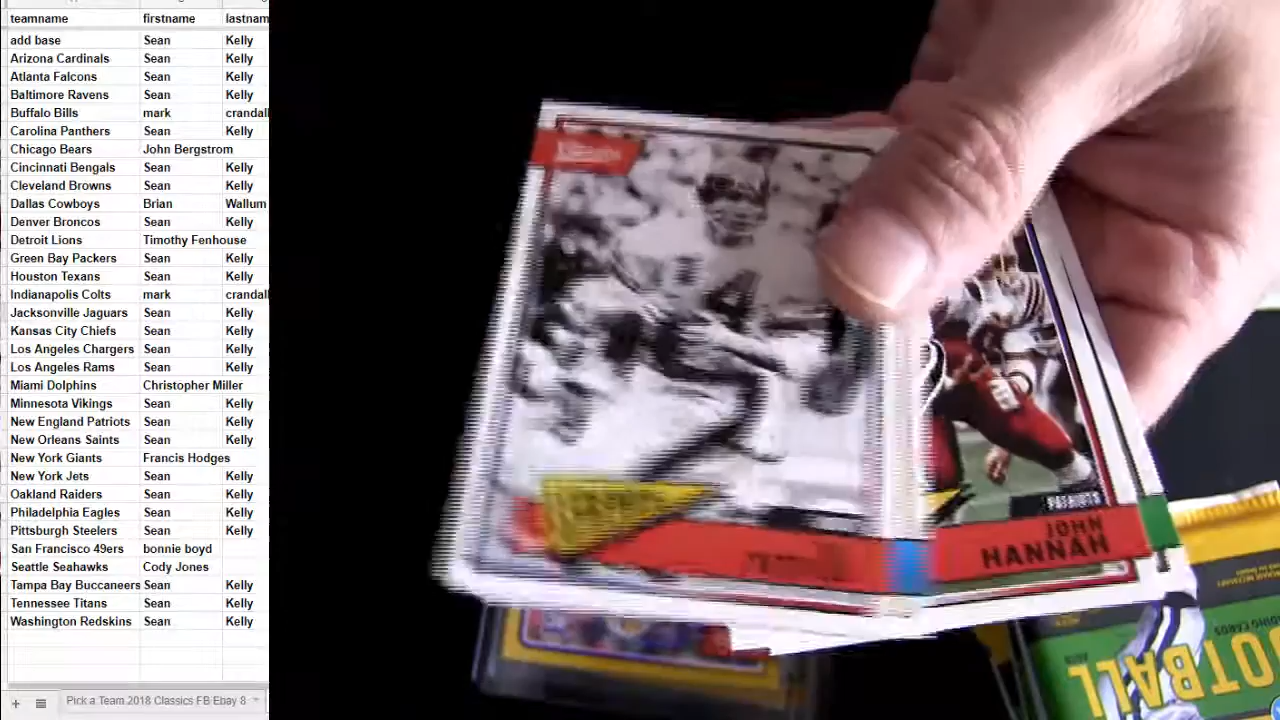 teamname firstname lastnam
add base Sean Kelly
Arizona Cardinals Sean Kelly
Atlanta Falcons Sean Kelly
Baltimore Ravens Sean Kelly
Buffalo Bills mark crandall
Carolina Panthers Sean Kelly
Chicago Bears John Bergstrom
Cincinnati Bengals Sean Kelly
Cleveland Browns Sean Kelly
Dallas Cowboys Brian Wallum
Denver Broncos Sean Kelly
Detroit Lions Timothy Fenhouse
Green Bay Packers Sean Kelly
Houston Texans Sean Kelly
Indianapolis Colts mark crandall
Jacksonville Jaguars Sean Kelly
Kansas City Chiefs Sean Kelly
Los Angeles Chargers Sean Kelly
Los Angeles Rams Sean Kelly
Miami Dolphins Christopher Miller
Minnesota Vikings Sean Kelly
New England Patriots Sean Kelly
New Orleans Saints Sean Kelly
New York Giants Francis Hodges
New York Jets Sean Kelly
Oakland Raiders Sean Kelly
Philadelphia Eagles Sean Kelly
Pittsburgh Steelers Sean Kelly
San Francisco 49ers bonnie boyd
Seattle Seahawks Cody Jones
Tampa Bay Buccaneers Sean Kelly
Tennessee Titans Sean Kelly
Washington Redskins Sean Kelly
Pick a Team 2018 Classics FB Ebay 8
4
PATRIOTS
JOHN
HANNAH
OOTBALL